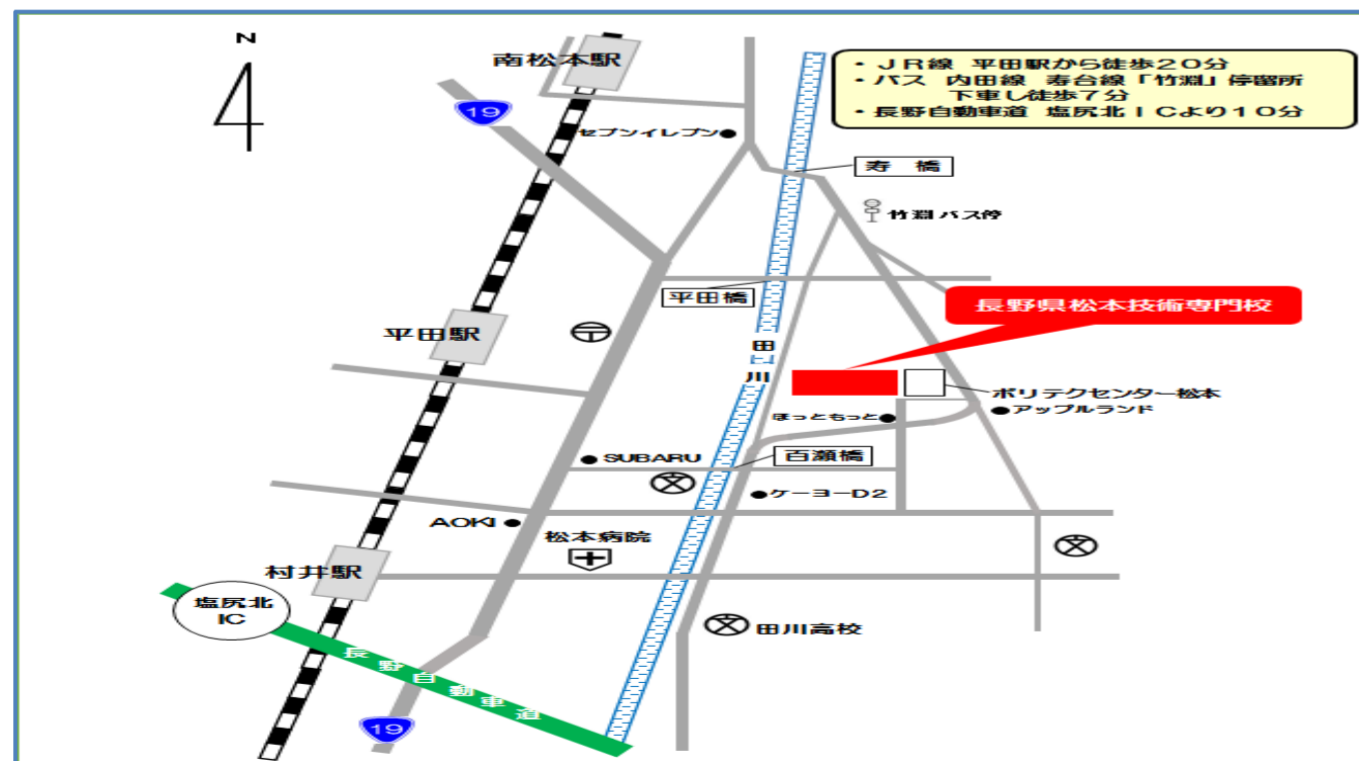 N
南松本駅
・JR線 平田駅から徒歩20分
・バス 内田線 寿台線「竹淵」停留所
下車し徒歩7分
・長野自動車道 塩尻北ICより10分
19
セブンイレブン
寿 橋
竹淵バス停
平田橋
長野県松本技術専門校
平田駅
田川
ポリテクセンター松本
アップルランド
ほっともっと
SUBARU
百瀬橋
ケーヨーD2
AOKI
松本病院
村井駅
塩尻北
IC
田川高校
長野自動車道
19